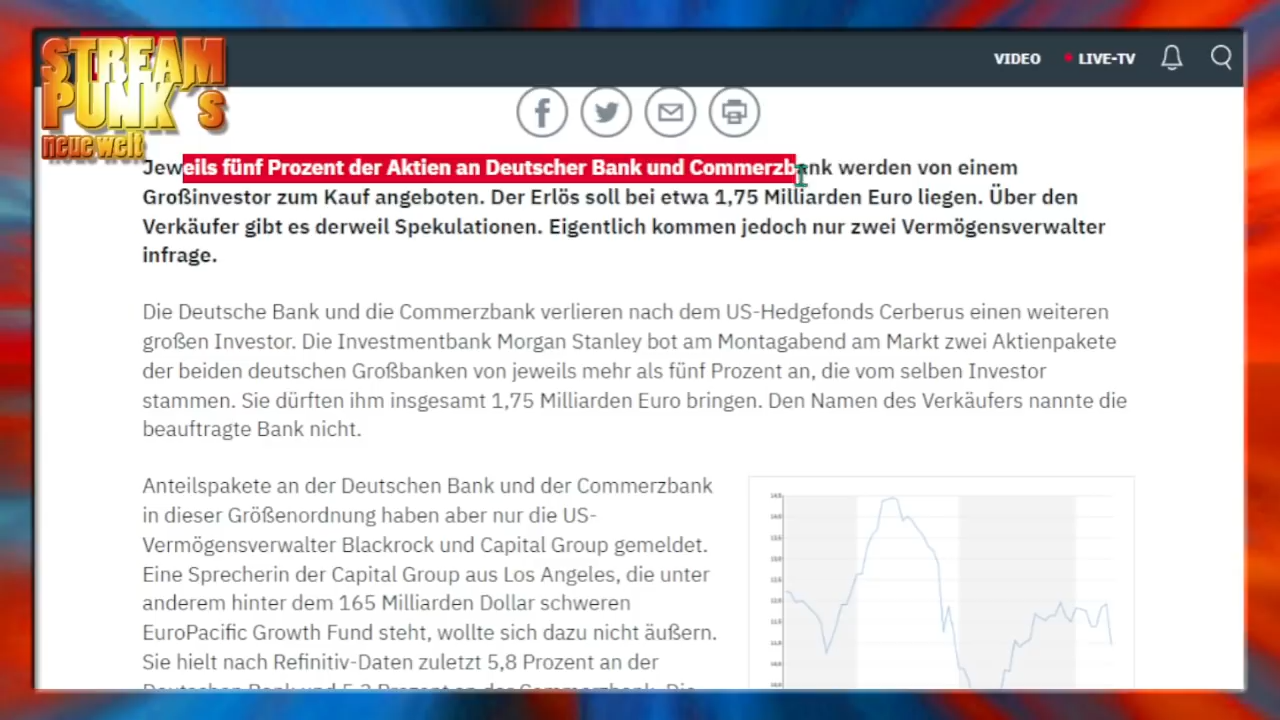 STREAM
PUNK´s
neue welt
VIDEO
LIVE-TV
Jeweils fünf Prozent der Aktien an Deutscher Bank und Commerzbank werden von einem
Großinvestor zum Kauf angeboten. Der Erlös soll bei etwa 1,75 Milliarden Euro liegen. Über den
Verkäufer gibt es derweil Spekulationen. Eigentlich kommen jedoch nur zwei Vermögensverwalter
infrage.
Die Deutsche Bank und die Commerzbank verlieren nach dem US-Hedgefonds Cerberus einen weiteren
großen Investor. Die Investmentbank Morgan Stanley bot am Montagabend am Markt zwei Aktienpakete
der beiden deutschen Großbanken von jeweils mehr als fünf Prozent an, die vom selben Investor
stammen. Sie dürften ihm insgesamt 1,75 Milliarden Euro bringen. Den Namen des Verkäufers nannte die
beauftragte Bank nicht.
Anteilspakete an der Deutschen Bank und der Commerzbank
in dieser Größenordnung haben aber nur die US-
Vermögensverwalter Blackrock und Capital Group gemeldet.
Eine Sprecherin der Capital Group aus Los Angeles, die unter
anderem hinter dem 165 Milliarden Dollar schweren
EuroPacific Growth Fund steht, wollte sich dazu nicht äußern.
Sie hielt nach Refinitiv-Daten zuletzt 5,8 Prozent an der